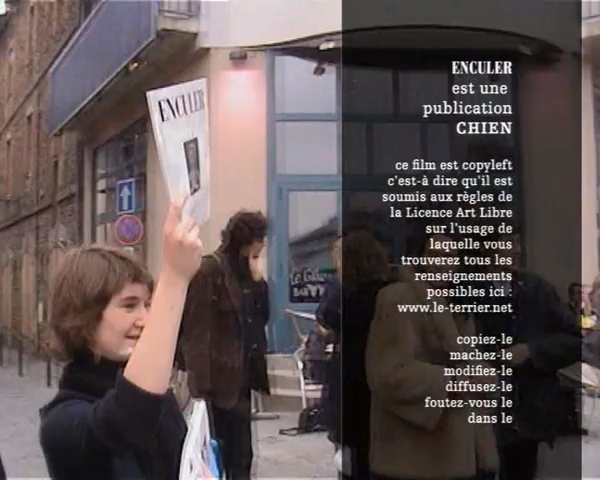 ENCULER
ENCULER
est une
publication
CHIEN
ce film est copyleft
c'est-à dire qu'il est
soumis aux règles de
la Licence Art Libre
sur l'usage de
laquelle vous
trouverez tous les
renseignements
possibles ici :
www.le-terrier.net
copiez-le
machez-le
modifiez-le
diffusez-le
foutez-vous le
dans le
BAR